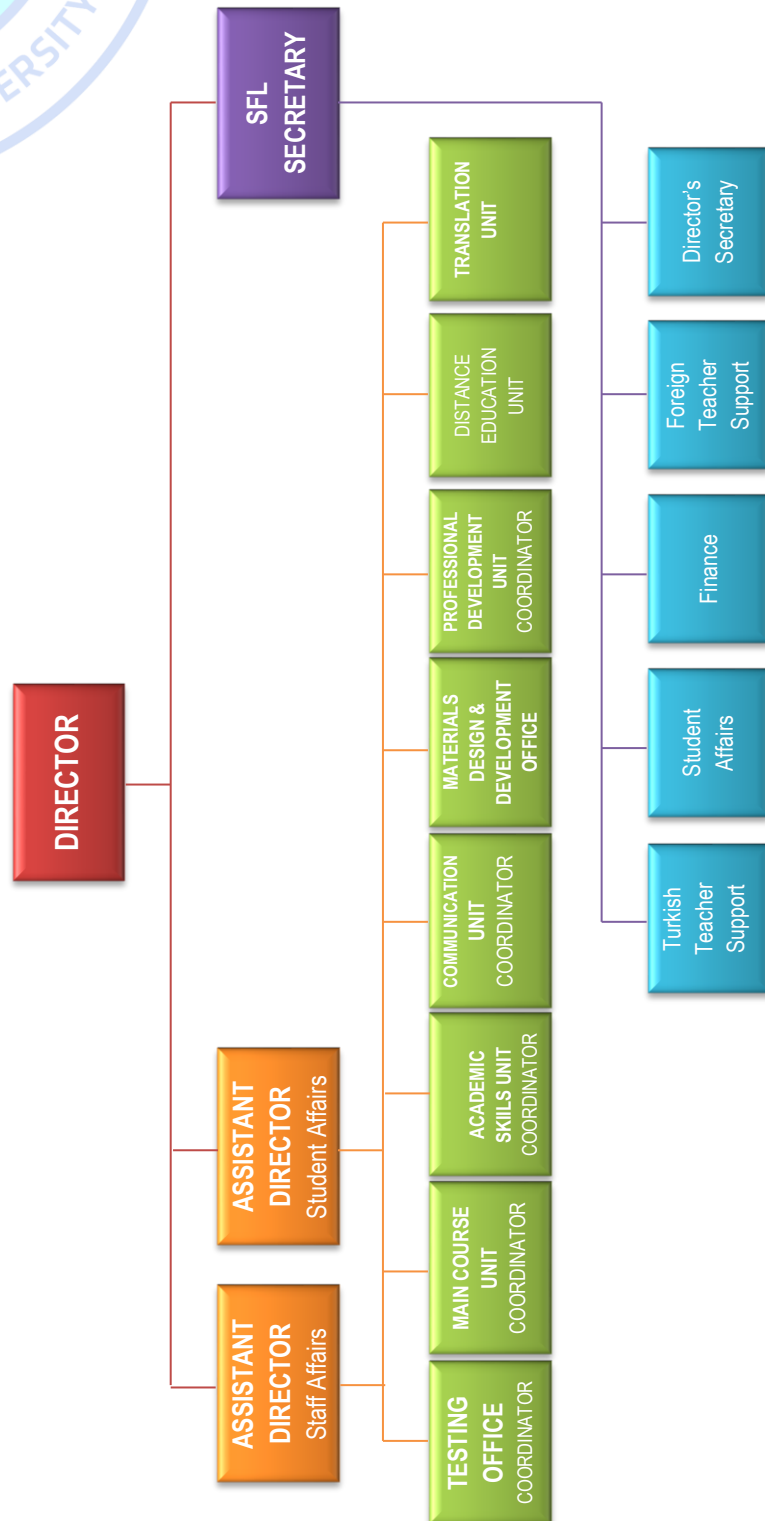 ERSITY
DIRECTOR
ASSISTANT
DIRECTOR
Staff Affairs
ASSISTANT
DIRECTOR
Student Affairs
SFL
SECRETARY
TESTING
OFFICE
COORDINATOR
MAIN COURSE
UNIT
COORDINATOR
ACADEMIC
SKIILS UNIT
COORDINATOR
COMMUNICATION
UNIT
COORDINATOR
MATERIALS
DESIGN &
DEVELOPMENT
OFFICE
PROFESSIONAL
DEVELOPMENT
UNIT
COORDINATOR
DISTANCE
EDUCATION
UNIT
TRANSLATION
UNIT
Turkish
Teacher
Support
Student
Affairs
Finance
Foreign
Teacher
Support
Director's
Secretary